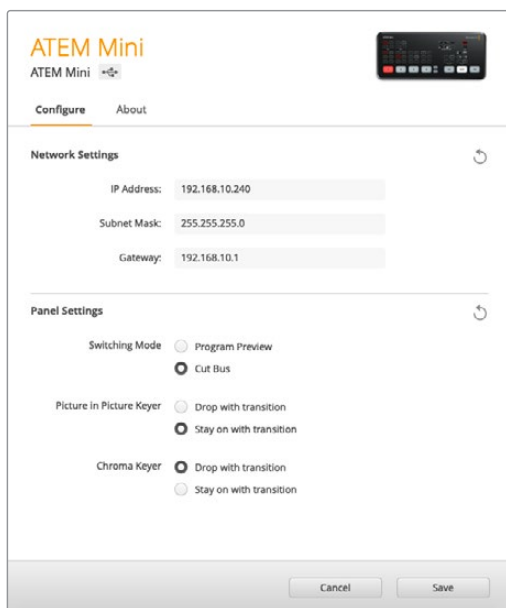 ATEM Mini
ATEM Mini
Configure About
Network Settings
IP Address: 192.168.10.240
Subnet Mask: 255.255.255.0
Gateway: 192.168.10.1
Panel Settings
Switching Mode Program Preview
Cut Bus
Picture in Picture Keyer Drop with transition
Stay on with transition
Chroma Keyer Drop with transition
Stay on with transition
Cancel Save